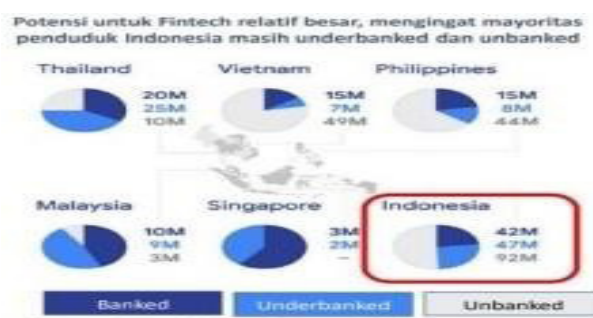 Potensi untuk Fintech relatif besar, mengingat mayoritas
penduduk Indonesia masih underbanked dan unbanked
Thailand
20M
25M
10M
Vietnam
15M
7M
49M
Philippines
15M
8M
44M
Malaysia
10M
9M
3M
Singapore
3M
2M
-
Indonesia
42M
47M
92M
Banked
Underbanked
Unbanked